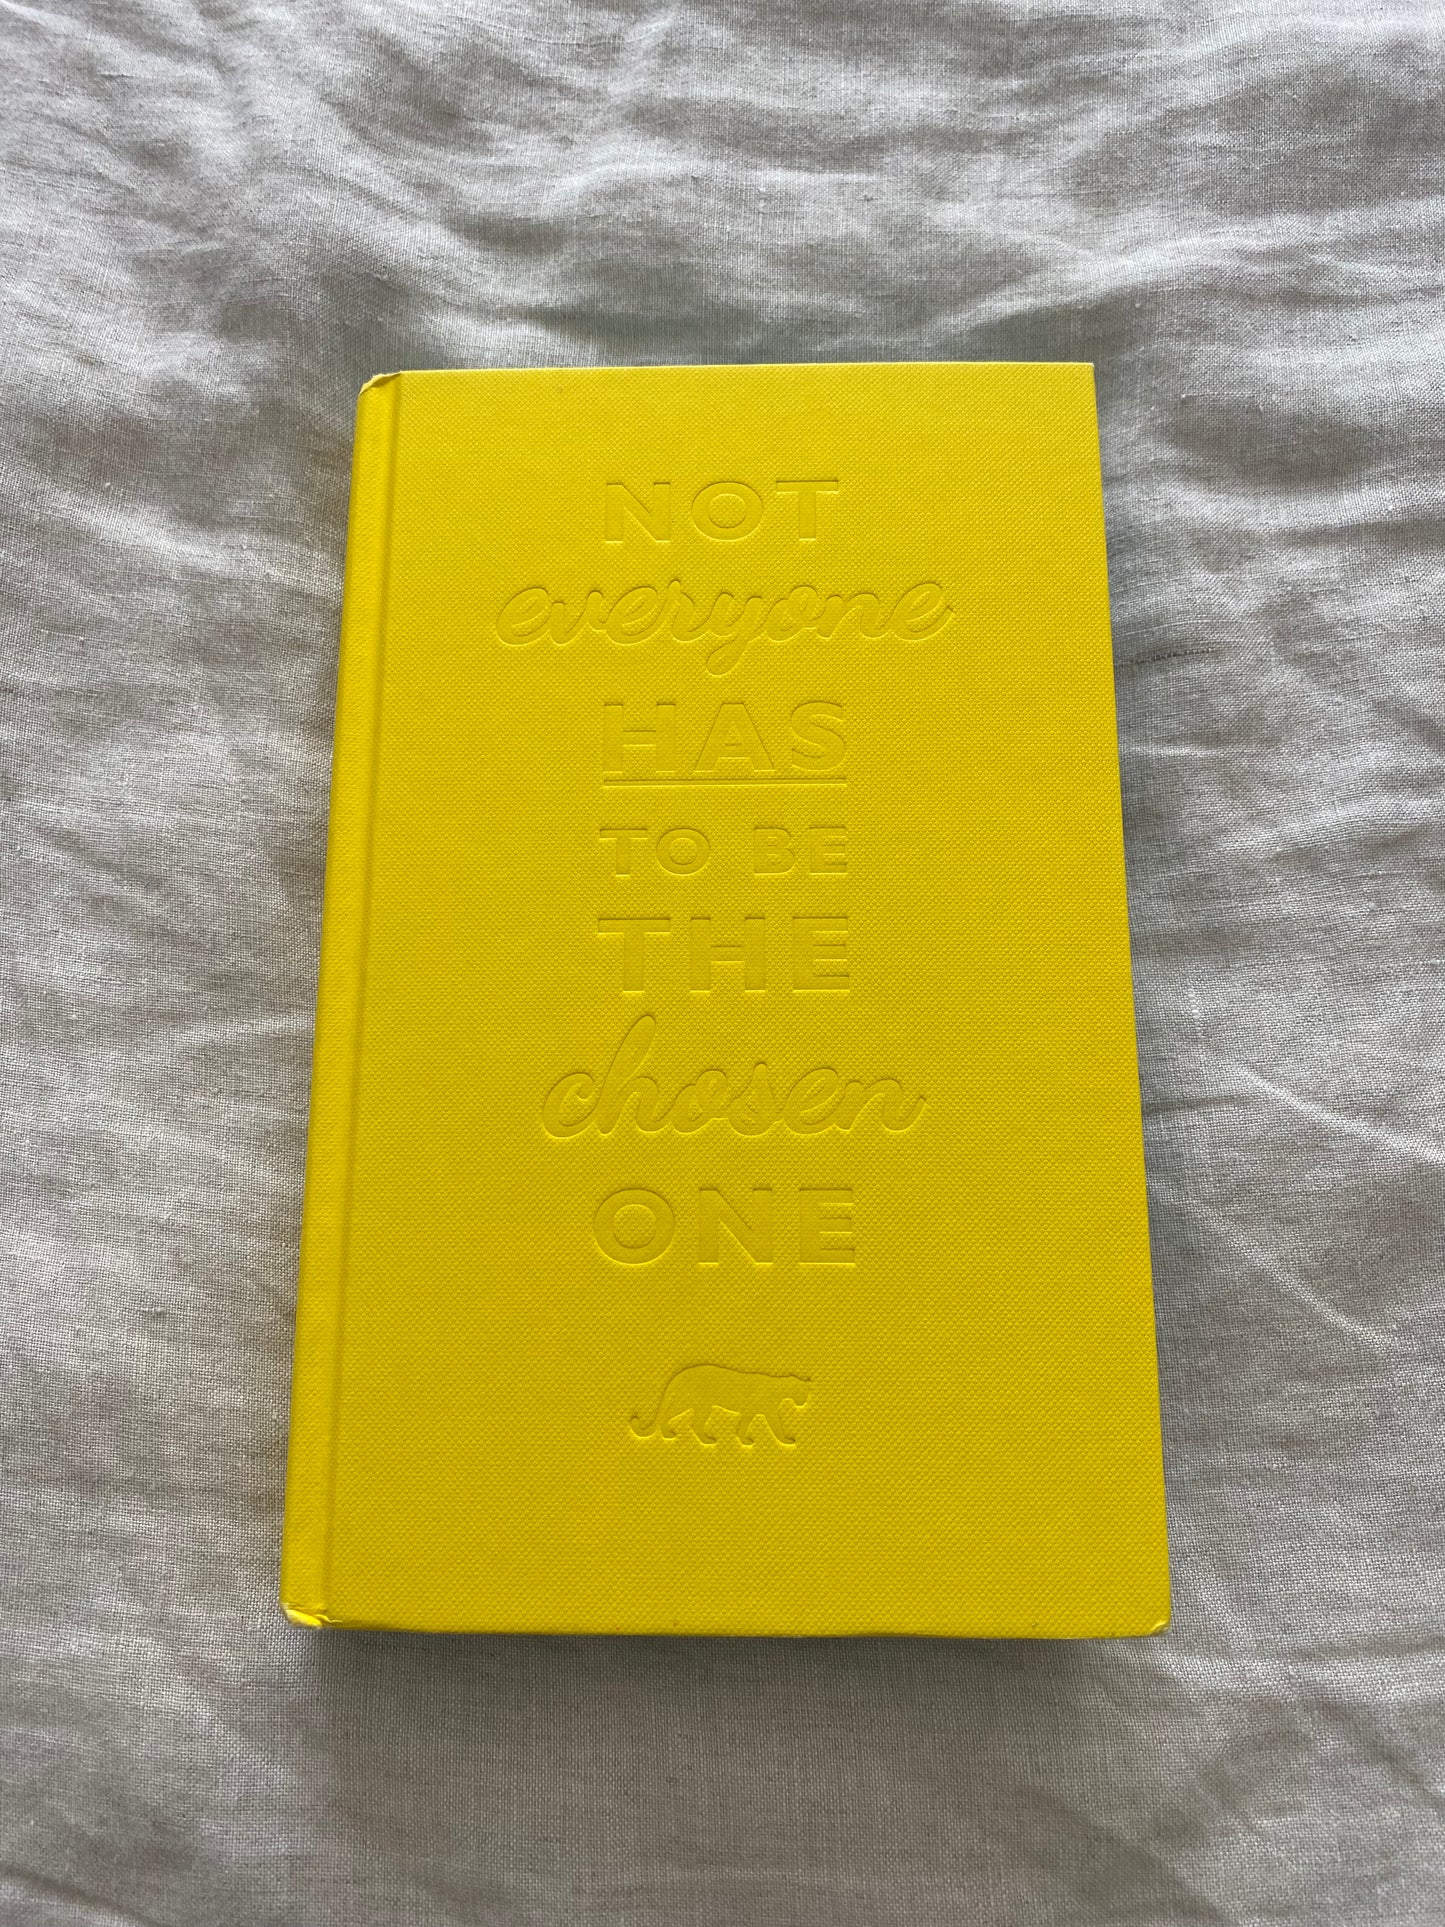 NOT
everyone
HAS
TO BE
THE
chosen
ONE